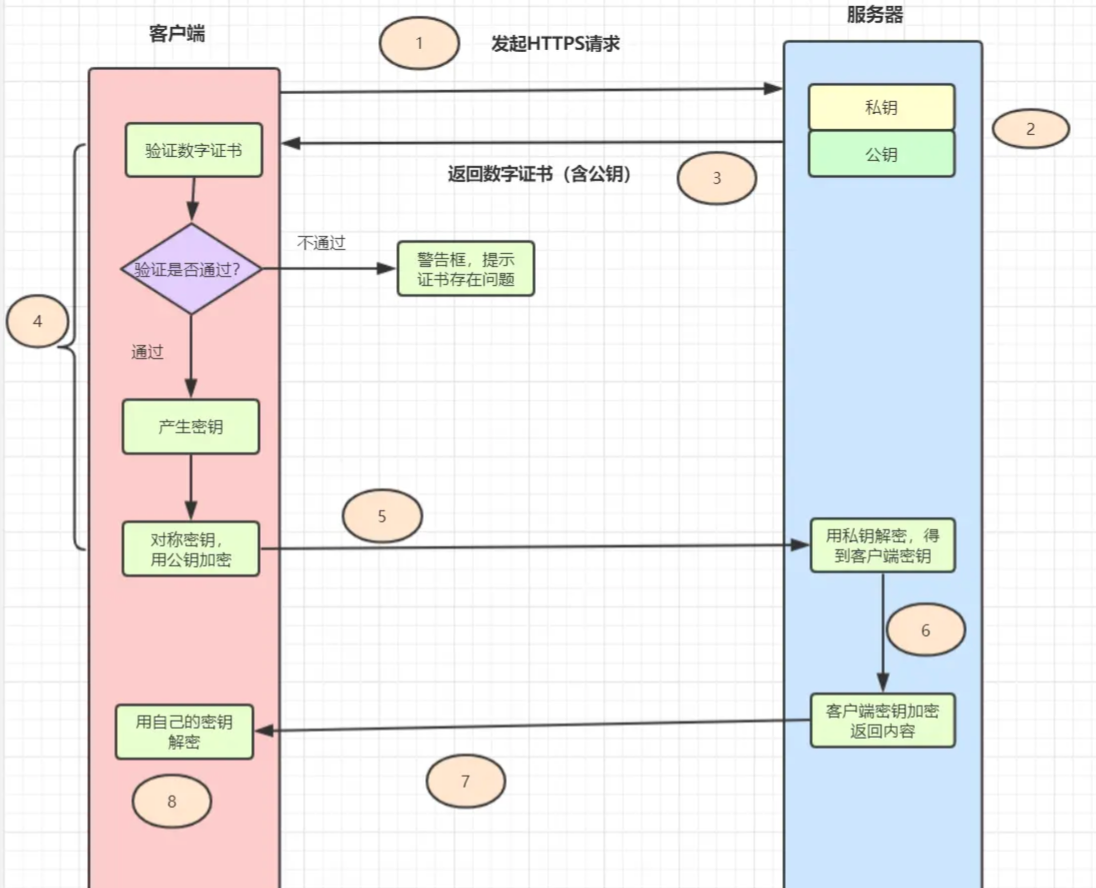 客户端
服务器
1
发起HTTPS请求
私钥
2
公钥
验证数字证书
返回数字证书（含公钥）
3
不通过
验证是否通过？
警告框，提示
证书存在问题
4
通过
产生密钥
5
对称密钥，
用公钥加密
用私钥解密，得
到客户端密钥
6
用自己的密钥
解密
客户端密钥加密
返回内容
7
8